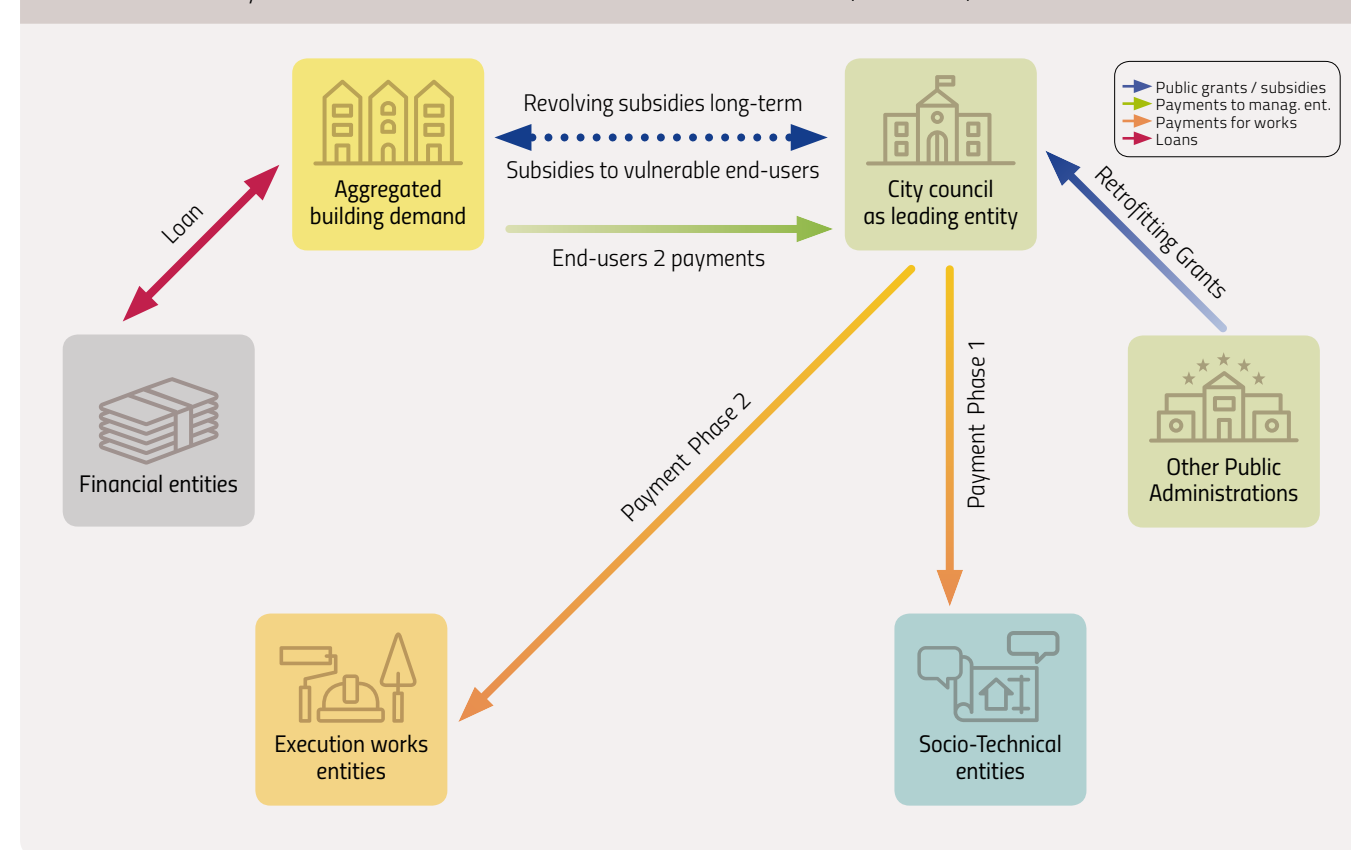 Revolving subsidies long-term
Subsidies to vulnerable end-users
End-users 2 payments
Aggregated
building demand
City council
as leading entity
Public grants / subsidies
Payments to manag. ent.
Payments for works
Loans
Loan
Retrofitting Grants
Financial entities
Payment Phase 2
Payment Phase 1
Other Public
Administrations
Execution works
entities
Socio-Technical
entities